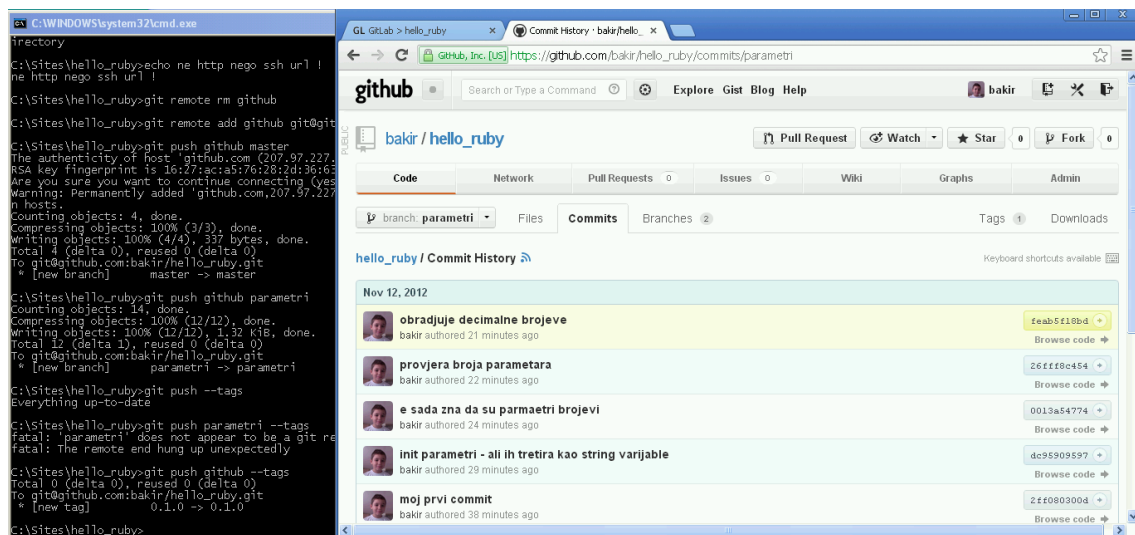 C:\WINDOWS\system32\cmd.exe
irectory
C:\Sites\hello_ruby>echo ne http nego ssh url !
ne http nego ssh url !
C:\Sites\hello_ruby>git remote rm github
C:\Sites\hello_ruby>git remote add github git@git
C:\Sites\hello_ruby>git push github master
The authenticity of host 'github.com (207.97.227.
RSA key fingerprint is 16:27:ac:a5:76:28:2d:36:63
Are you sure you want to continue connecting (yes
Warning: Permanently added 'github.com,207.97.227
n hosts.
Counting objects: 4, done.
Compressing objects: 100% (3/3), done.
Writing objects: 100% (4/4), 337 bytes, done.
Total 4 (delta 0), reused 0 (delta 0)
To git@github.com:bakir/hello_ruby.git
* [new branch] master -> master
C:\Sites\hello_ruby>git push github parametri
Counting objects: 14, done.
Compressing objects: 100% (12/12), done.
Writing objects: 100% (12/12), 1.32 KiB, done.
Total 12 (delta 1), reused 0 (delta 0)
To git@github.com:bakir/hello_ruby.git
* [new branch] parametri -> parametri
C:\Sites\hello_ruby>git push --tags
Everything up-to-date
C:\Sites\hello_ruby>git push parametri --tags
fatal: 'parametri' does not appear to be a git re
fatal: The remote end hung up unexpectedly
C:\Sites\hello_ruby>git push github --tags
Total 0 (delta 0), reused 0 (delta 0)
To git@github.com:bakir/hello_ruby.git
* [new tag] 0.1.0 -> 0.1.0
C:\Sites\hello_ruby>
GL GitLab > hello_ruby
Commit History · bakir/hello_
GitHub, Inc. [US] https://github.com/bakir/hello_ruby/commits/parametri
github Search or Type a Command Explore Gist Blog Help bakir
PUBLIC
bakir / hello_ruby Pull Request Watch Star 0 Fork 0
Code Network Pull Requests 0 Issues 0 Wiki Graphs Admin
branch: parametri Files Commits Branches 2 Tags 1 Downloads
hello_ruby / Commit History Keyboard shortcuts available
Nov 12, 2012
obradjuje decimalne brojeve feab5f18bd
bakir authored 21 minutes ago Browse code
provjera broja parametara 26fff8c454
bakir authored 22 minutes ago Browse code
e sada zna da su parmaetri brojevi 0013a54774
bakir authored 24 minutes ago Browse code
init parametri - ali ih tretira kao string varijable dc95909597
bakir authored 29 minutes ago Browse code
moj prvi commit 2ff080300d
bakir authored 38 minutes ago Browse code